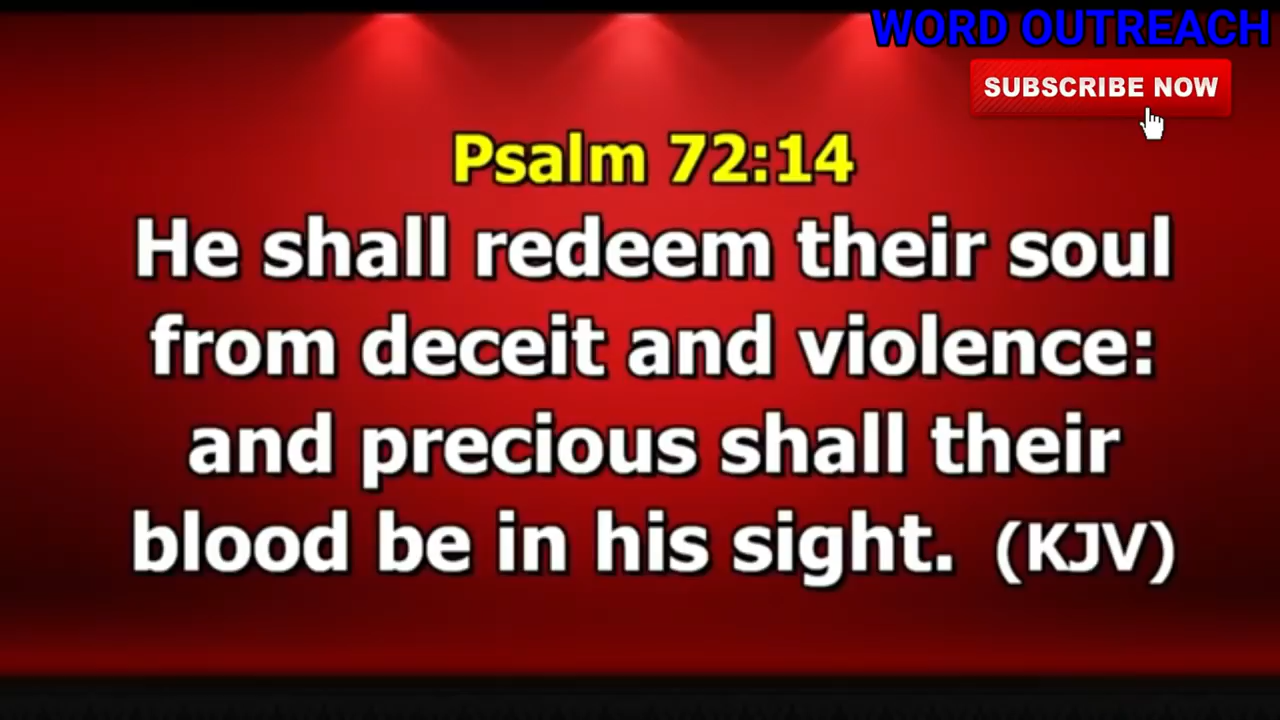 WORD OUTREACH
SUBSCRIBE NOW
Psalm 72:14
He shall redeem their soul
from deceit and violence:
and precious shall their
blood be in his sight. (KJV)